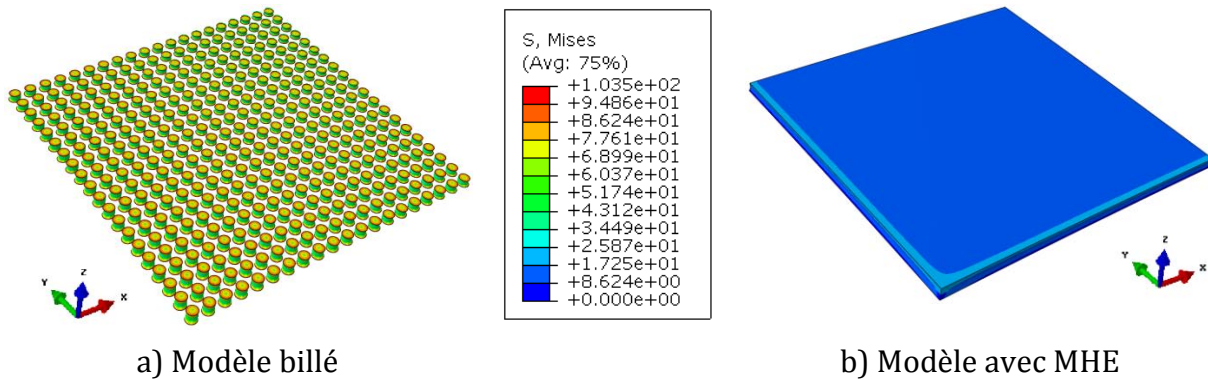 S, Mises
(Avg: 75%)
+1.035e+02
+9.486e+01
+8.624e+01
+7.761e+01
+6.899e+01
+6.037e+01
+5.174e+01
+4.312e+01
+3.449e+01
+2.587e+01
+1.725e+01
+8.624e+00
+0.000e+00
Y
Z
X
Y
Z
X
a) Modèle billé
b) Modèle avec MHE